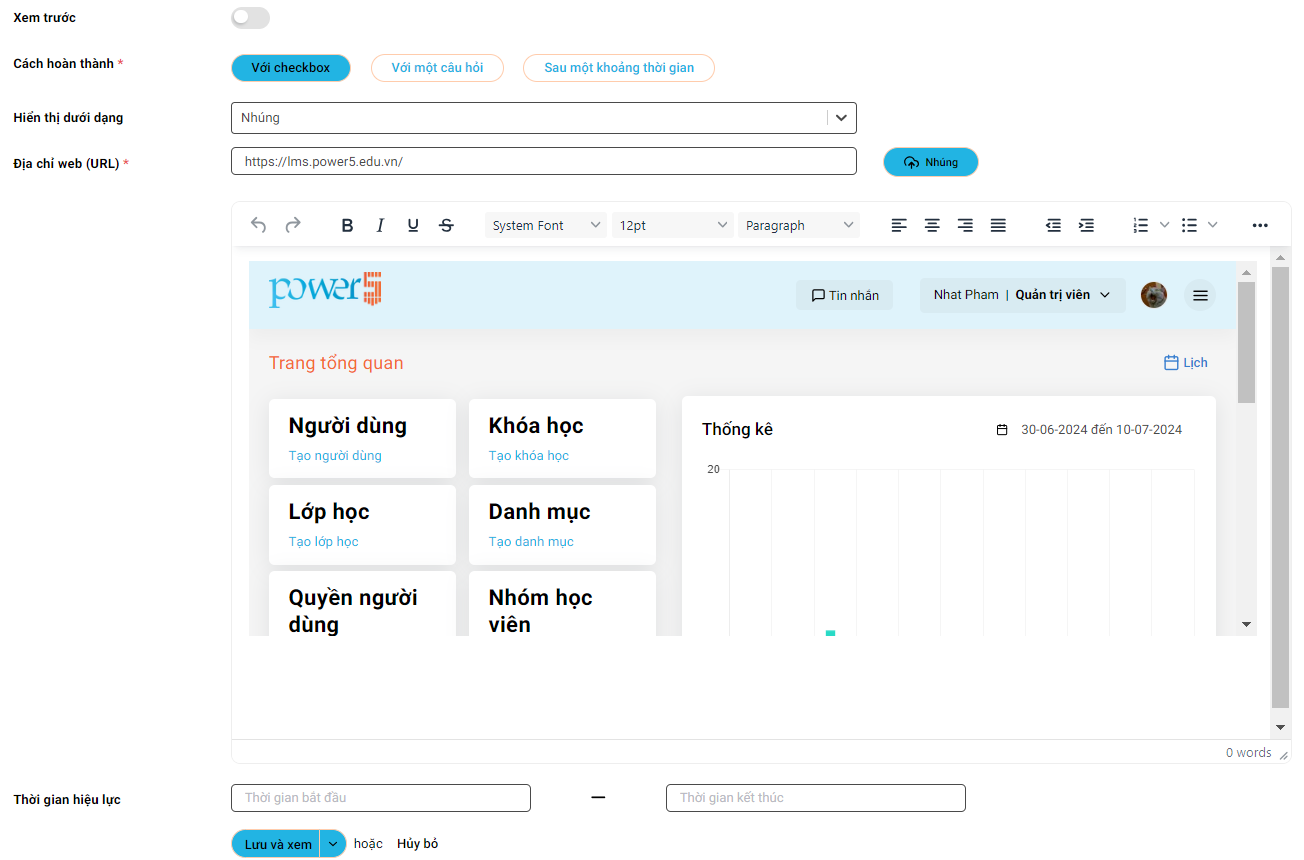 Xem trước
Cách hoàn thành *
Với checkbox
Với một câu hỏi
Sau một khoảng thời gian
Hiển thị dưới dạng
Nhúng
Địa chỉ web (URL) *
https://lms.power5.edu.vn/
Nhúng
B I U S
System Font
12pt
Paragraph
power5
Tin nhắn
Nhat Pham | Quản trị viên
Trang tổng quan
Lịch
Người dùng
Tạo người dùng
Khóa học
Tạo khóa học
Lớp học
Tạo lớp học
Danh mục
Tạo danh mục
Quyền người
dùng
Nhóm học
viên
Thống kê
30-06-2024 đến 10-07-2024
20
0 words
Thời gian hiệu lực
Thời gian bắt đầu
Thời gian kết thúc
Lưu và xem
hoặc
Hủy bỏ